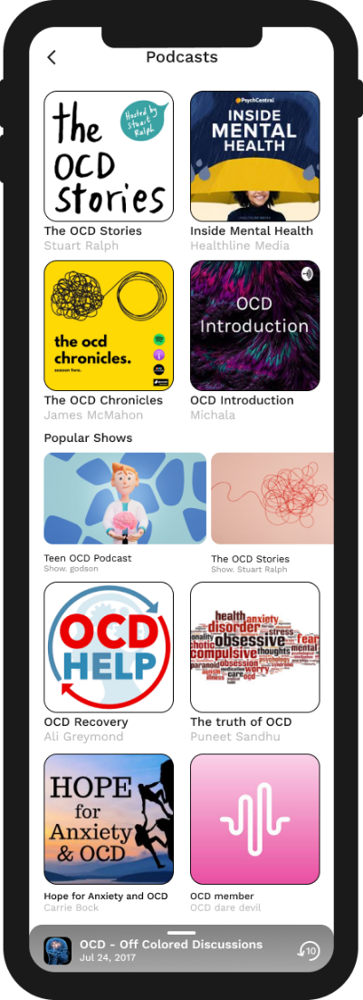 Podcasts
the
OCD
stories
Hosted by
Stuart
Ralph
PsychCentral
INSIDE
MENTAL
HEALTH
The OCD Stories
Stuart Ralph
Inside Mental Health
Healthline Media
the ocd
chronicles.
season two.
OCD
Introduction
The OCD Chronicles
James McMahon
OCD Introduction
Michala
Popular Shows
Teen OCD Podcast
Show. godson
The OCD Stories
Show. Stuart Ralph
OCD
HELP
health anxiety
disorder
stress
obsessive
fear
compulsive thoughts
mental
paranoid
obsession
psychology
autism
worry
illness
medication
care
ocd
OCD Recovery
Ali Greymond
The truth of OCD
Puneet Sandhu
HOPE
for
Anxiety
& OCD
Hope for Anxiety and OCD
Carrie Bock
OCD member
OCD dare devil
OCD - Off Colored Discussions
Jul 24, 2017
10